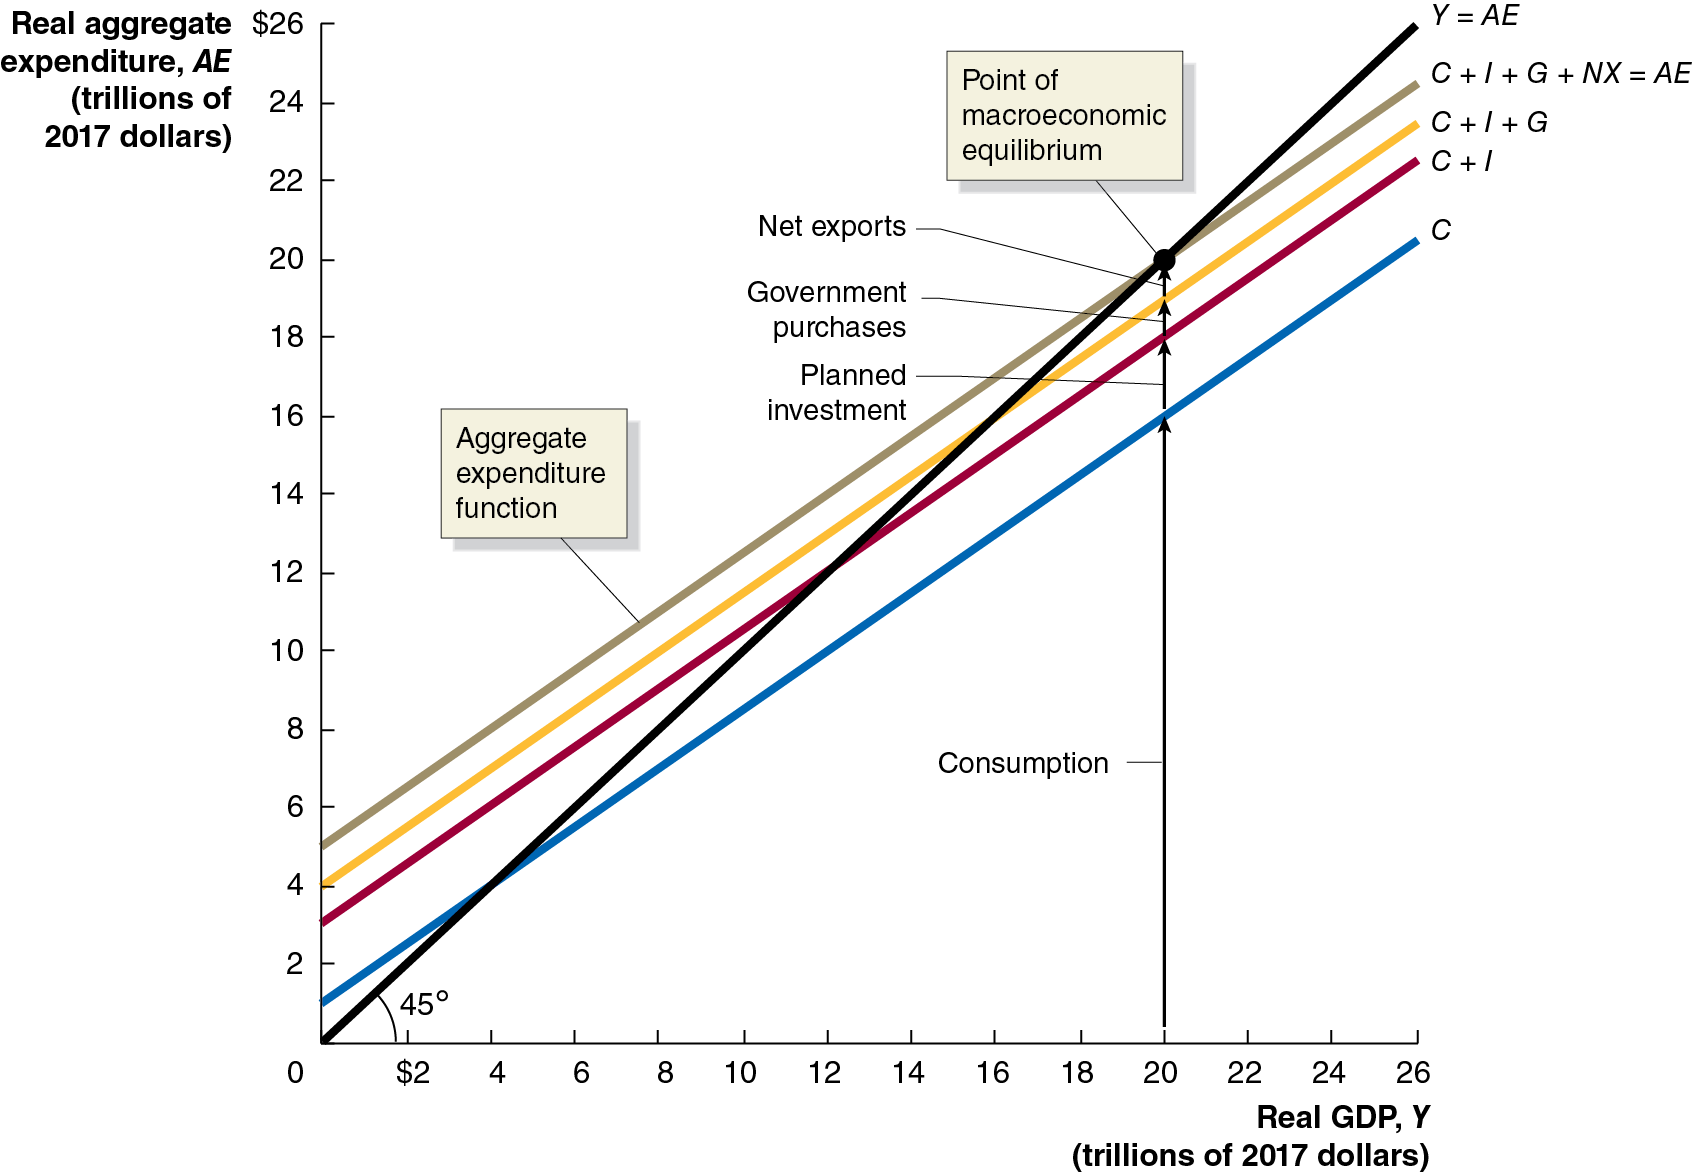 Real aggregate
expenditure, AE
(trillions of
2017 dollars)
$26
24
22
20
18
16
14
12
10
8
6
4
2
0
Y = AE
C + I + G + NX = AE
C + I + G
C + I
C
Point of
macroeconomic
equilibrium
Net exports
Government
purchases
Planned
investment
Aggregate
expenditure
function
Consumption
45°
$2
4
6
8
10
12
14
16
18
20
22
24
26
Real GDP, Y
(trillions of 2017 dollars)